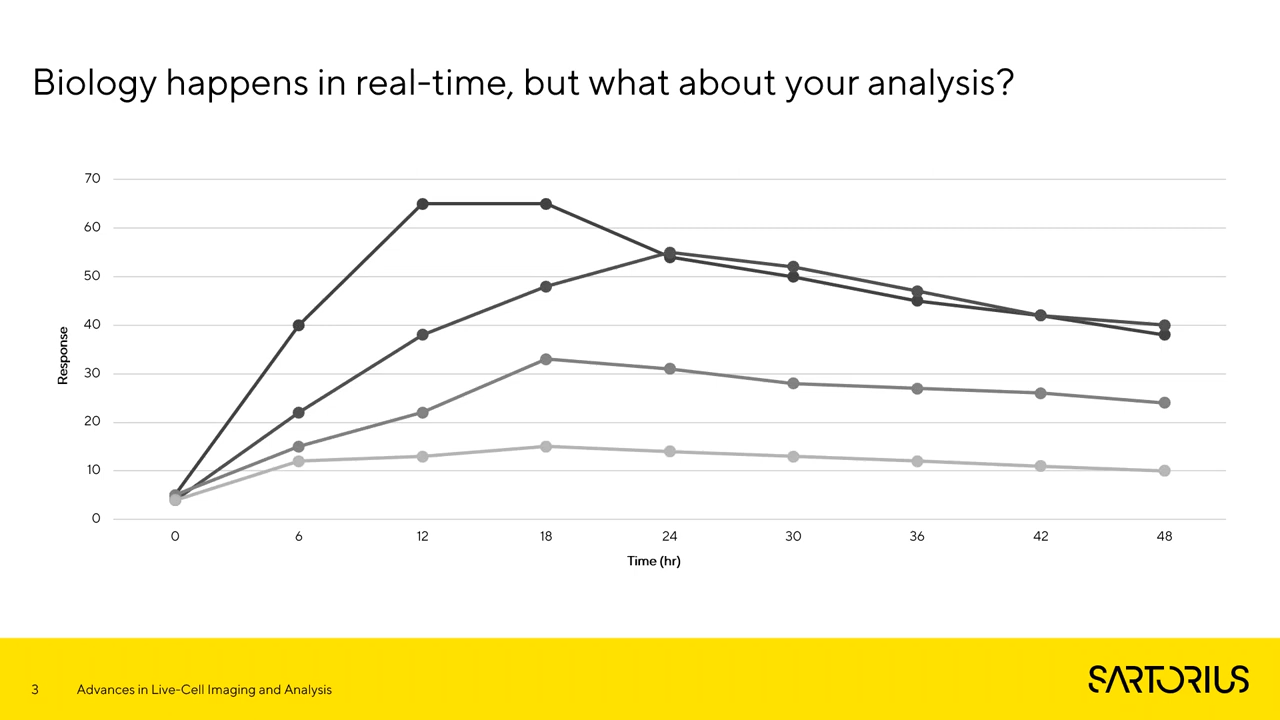 Biology happens in real-time, but what about your analysis?
70
60
50
40
30
20
10
0
Response
0 6 12 18 24 30 36 42 48
Time (hr)
3 Advances in Live-Cell Imaging and Analysis
SARTORIUS